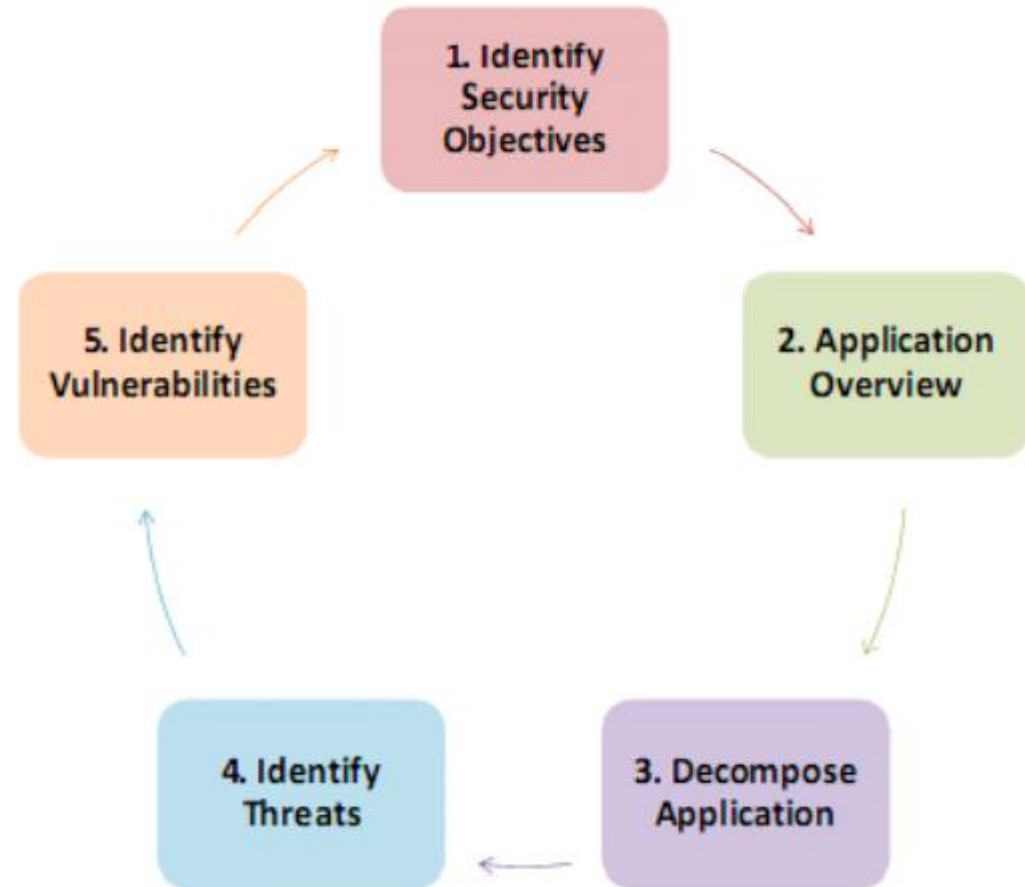 1. Identify
Security
Objectives
2. Application
Overview
3. Decompose
Application
4. Identify
Threats
5. Identify
Vulnerabilities